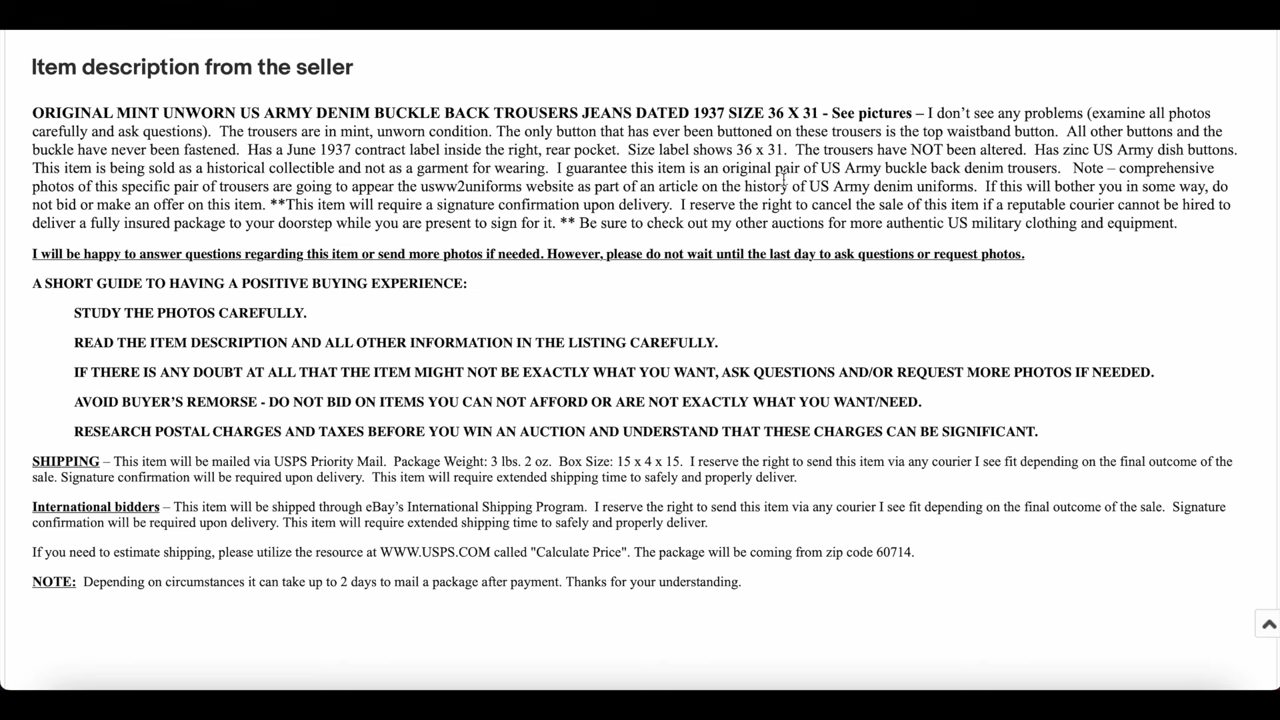 Item description from the seller
ORIGINAL MINT UNWORN US ARMY DENIM BUCKLE BACK TROUSERS JEANS DATED 1937 SIZE 36 X 31 - See pictures – I don't see any problems (examine all photos
carefully and ask questions). The trousers are in mint, unworn condition. The only button that has ever been buttoned on these trousers is the top waistband button. All other buttons and the
buckle have never been fastened. Has a June 1937 contract label inside the right, rear pocket. Size label shows 36 x 31. The trousers have NOT been altered. Has zinc US Army dish buttons.
This item is being sold as a historical collectible and not as a garment for wearing. I guarantee this item is an original pair of US Army buckle back denim trousers. Note – comprehensive
photos of this specific pair of trousers are going to appear the usww2uniforms website as part of an article on the history of US Army denim uniforms. If this will bother you in some way, do
not bid or make an offer on this item. **This item will require a signature confirmation upon delivery. I reserve the right to cancel the sale of this item if a reputable courier cannot be hired to
deliver a fully insured package to your doorstep while you are present to sign for it. ** Be sure to check out my other auctions for more authentic US military clothing and equipment.
I will be happy to answer questions regarding this item or send more photos if needed. However, please do not wait until the last day to ask questions or request photos.
A SHORT GUIDE TO HAVING A POSITIVE BUYING EXPERIENCE:
STUDY THE PHOTOS CAREFULLY.
READ THE ITEM DESCRIPTION AND ALL OTHER INFORMATION IN THE LISTING CAREFULLY.
IF THERE IS ANY DOUBT AT ALL THAT THE ITEM MIGHT NOT BE EXACTLY WHAT YOU WANT, ASK QUESTIONS AND/OR REQUEST MORE PHOTOS IF NEEDED.
AVOID BUYER'S REMORSE - DO NOT BID ON ITEMS YOU CAN NOT AFFORD OR ARE NOT EXACTLY WHAT YOU WANT/NEED.
RESEARCH POSTAL CHARGES AND TAXES BEFORE YOU WIN AN AUCTION AND UNDERSTAND THAT THESE CHARGES CAN BE SIGNIFICANT.
SHIPPING – This item will be mailed via USPS Priority Mail. Package Weight: 3 lbs. 2 oz. Box Size: 15 x 4 x 15. I reserve the right to send this item via any courier I see fit depending on the final outcome of the
sale. Signature confirmation will be required upon delivery. This item will require extended shipping time to safely and properly deliver.
International bidders – This item will be shipped through eBay's International Shipping Program. I reserve the right to send this item via any courier I see fit depending on the final outcome of the sale. Signature
confirmation will be required upon delivery. This item will require extended shipping time to safely and properly deliver.
If you need to estimate shipping, please utilize the resource at WWW.USPS.COM called "Calculate Price". The package will be coming from zip code 60714.
NOTE: Depending on circumstances it can take up to 2 days to mail a package after payment. Thanks for your understanding.